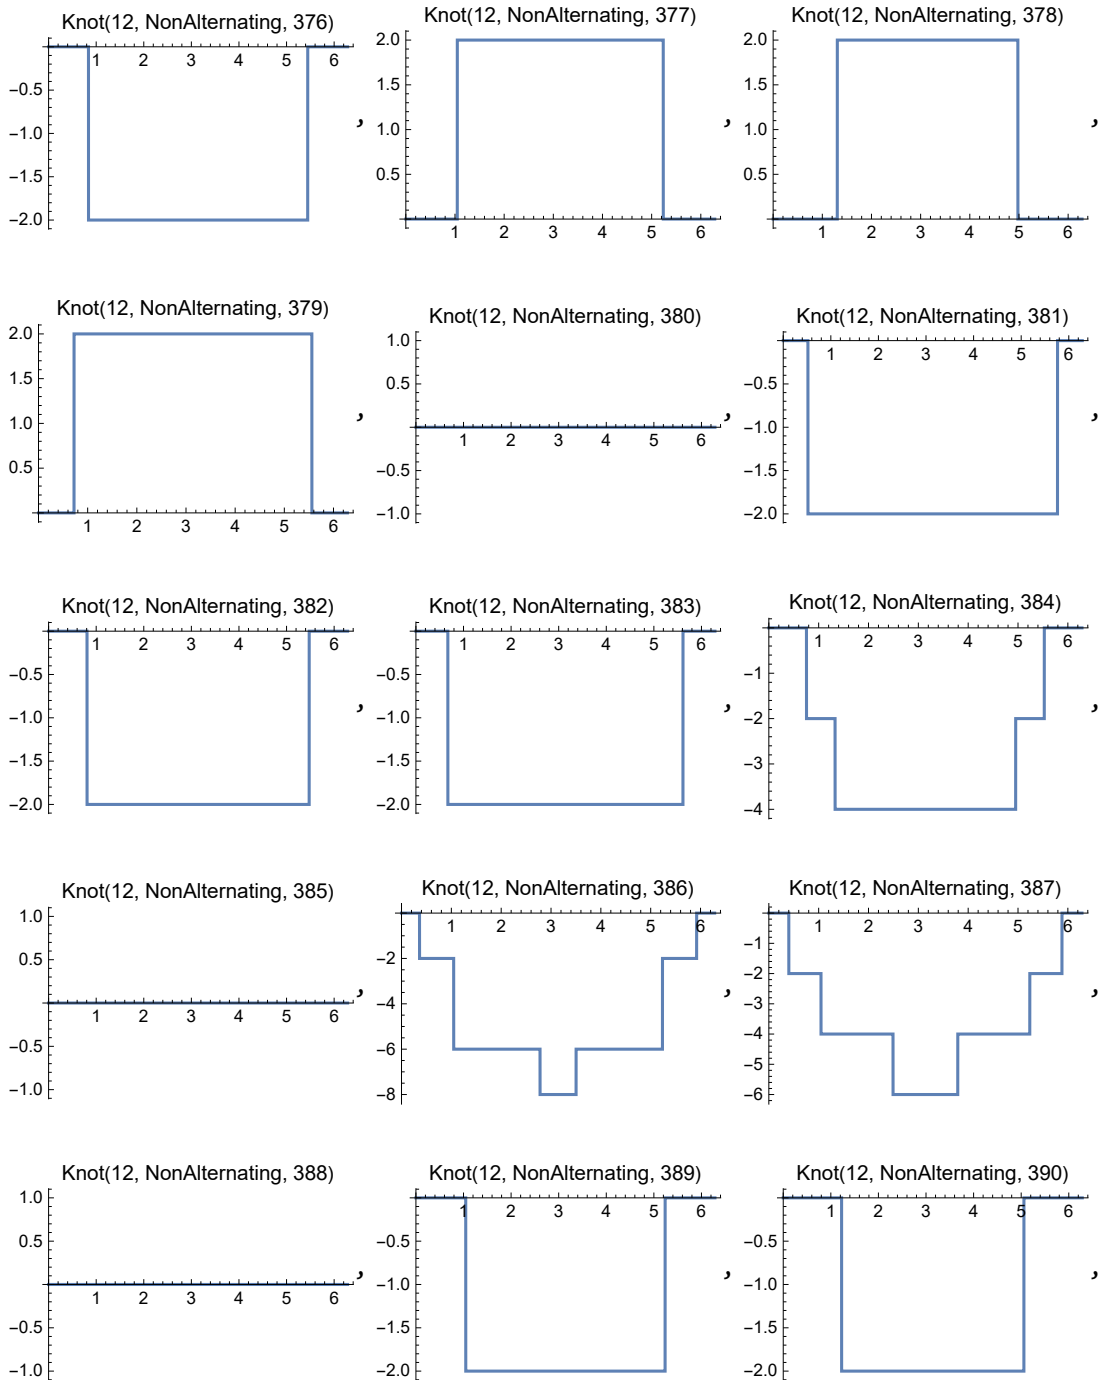 Knot(12, NonAlternating, 376)
1 2 3 4 5 6
−0.5
−1.0
−1.5
−2.0
,
Knot(12, NonAlternating, 377)
2.0
1.5
1.0
0.5
1 2 3 4 5 6
,
Knot(12, NonAlternating, 378)
2.0
1.5
1.0
0.5
1 2 3 4 5 6
,
Knot(12, NonAlternating, 379)
2.0
1.5
1.0
0.5
1 2 3 4 5 6
,
Knot(12, NonAlternating, 380)
1.0
0.5
1 2 3 4 5 6
−0.5
−1.0
,
Knot(12, NonAlternating, 381)
1 2 3 4 5 6
−0.5
−1.0
−1.5
−2.0
,
Knot(12, NonAlternating, 382)
1 2 3 4 5 6
−0.5
−1.0
−1.5
−2.0
,
Knot(12, NonAlternating, 383)
1 2 3 4 5 6
−0.5
−1.0
−1.5
−2.0
,
Knot(12, NonAlternating, 384)
1 2 3 4 5 6
−1
−2
−3
−4
,
Knot(12, NonAlternating, 385)
1.0
0.5
1 2 3 4 5 6
−0.5
−1.0
,
Knot(12, NonAlternating, 386)
1 2 3 4 5 6
−2
−4
−6
−8
,
Knot(12, NonAlternating, 387)
1 2 3 4 5 6
−1
−2
−3
−4
−5
−6
,
Knot(12, NonAlternating, 388)
1.0
0.5
1 2 3 4 5 6
−0.5
−1.0
,
Knot(12, NonAlternating, 389)
1 2 3 4 5 6
−0.5
−1.0
−1.5
−2.0
,
Knot(12, NonAlternating, 390)
1 2 3 4 5 6
−0.5
−1.0
−1.5
−2.0
,